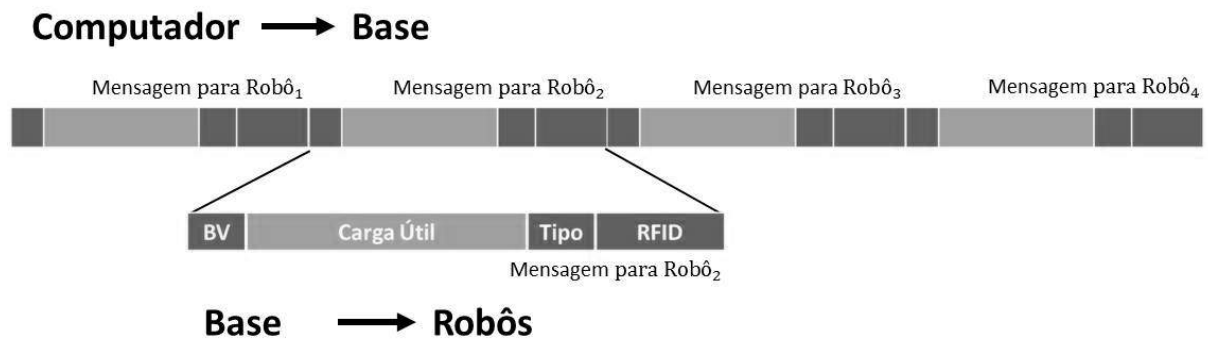 Computador → Base
Mensagem para Robô₁ Mensagem para Robô₂ Mensagem para Robô₃ Mensagem para Robô₄
BV Carga Útil Tipo RFID
Mensagem para Robô₂
Base → Robôs